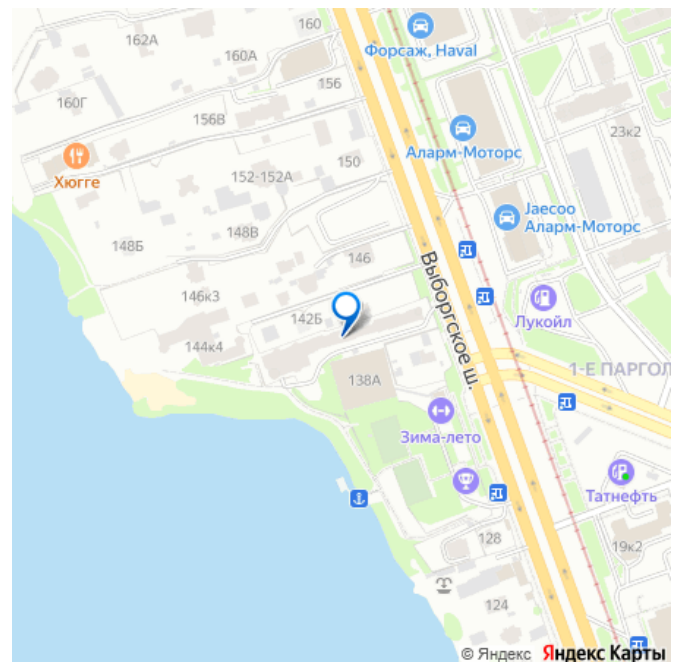 160
162А
Форсаж, Haval
160А
156
160Г
156В
23к2
Аларм-Моторс
150
Хюгге
152-152А
Jaecoo
Аларм-Моторс
148Б
148В
146
Выборгское ш.
146к3
142Б
Лукойл
144к4
1-Е ПАРГОЛ
138А
Зима-лето
Татнефть
128
19к2
124
© Яндекс Яндекс Карты